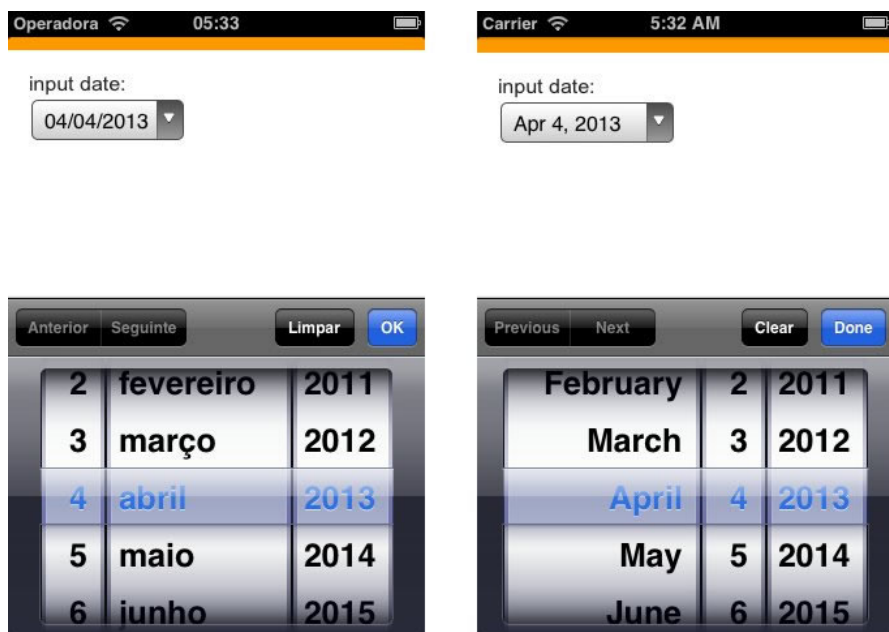 Operadora 05:33
input date:
04/04/2013
Anterior Seguinte Limpar OK
2 fevereiro 2011
3 março 2012
4 abril 2013
5 maio 2014
6 junho 2015
Carrier 5:32 AM
input date:
Apr 4, 2013
Previous Next Clear Done
February 2 2011
March 3 2012
April 4 2013
May 5 2014
June 6 2015